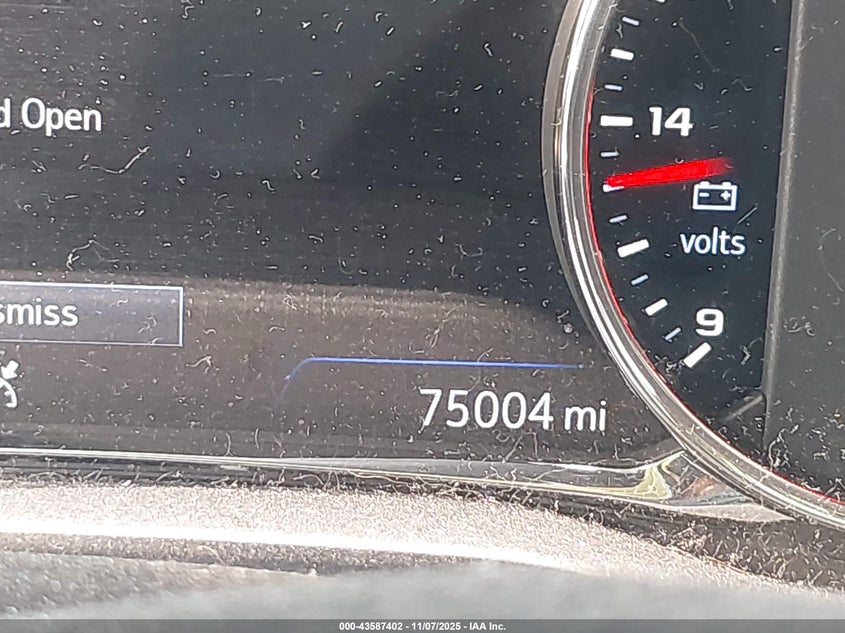 d Open
14
volts
smiss
9
75004 mi
000-43587402 - 11/07/2025 - IAA Inc.